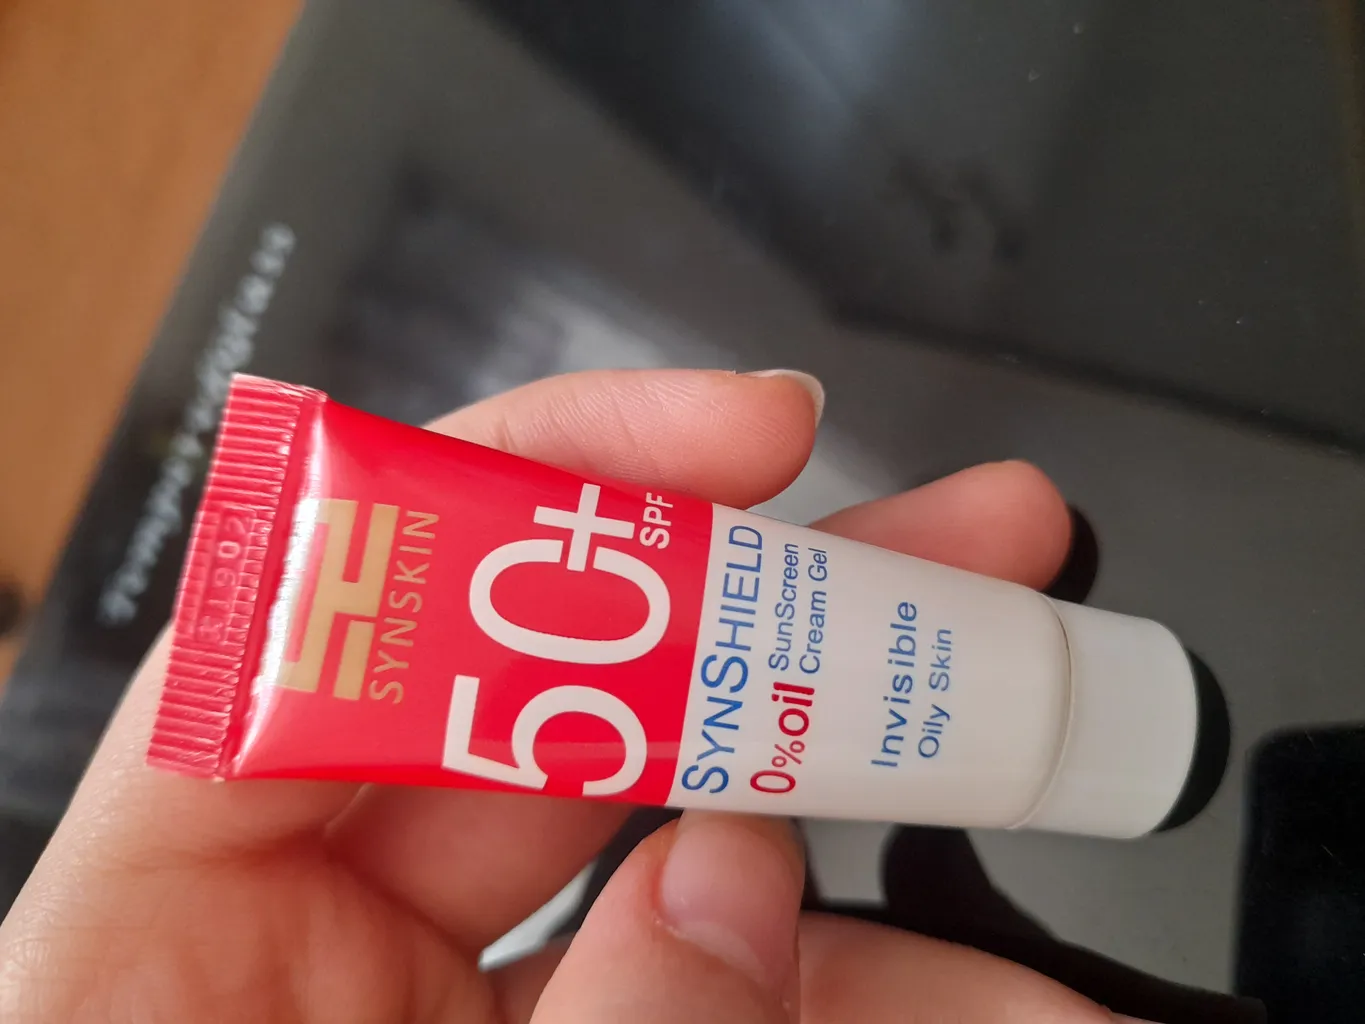 SYNSKIN
50+
SPF
SYNSHIELD
0%oil SunScreen
Cream Gel
Invisible
Oily Skin